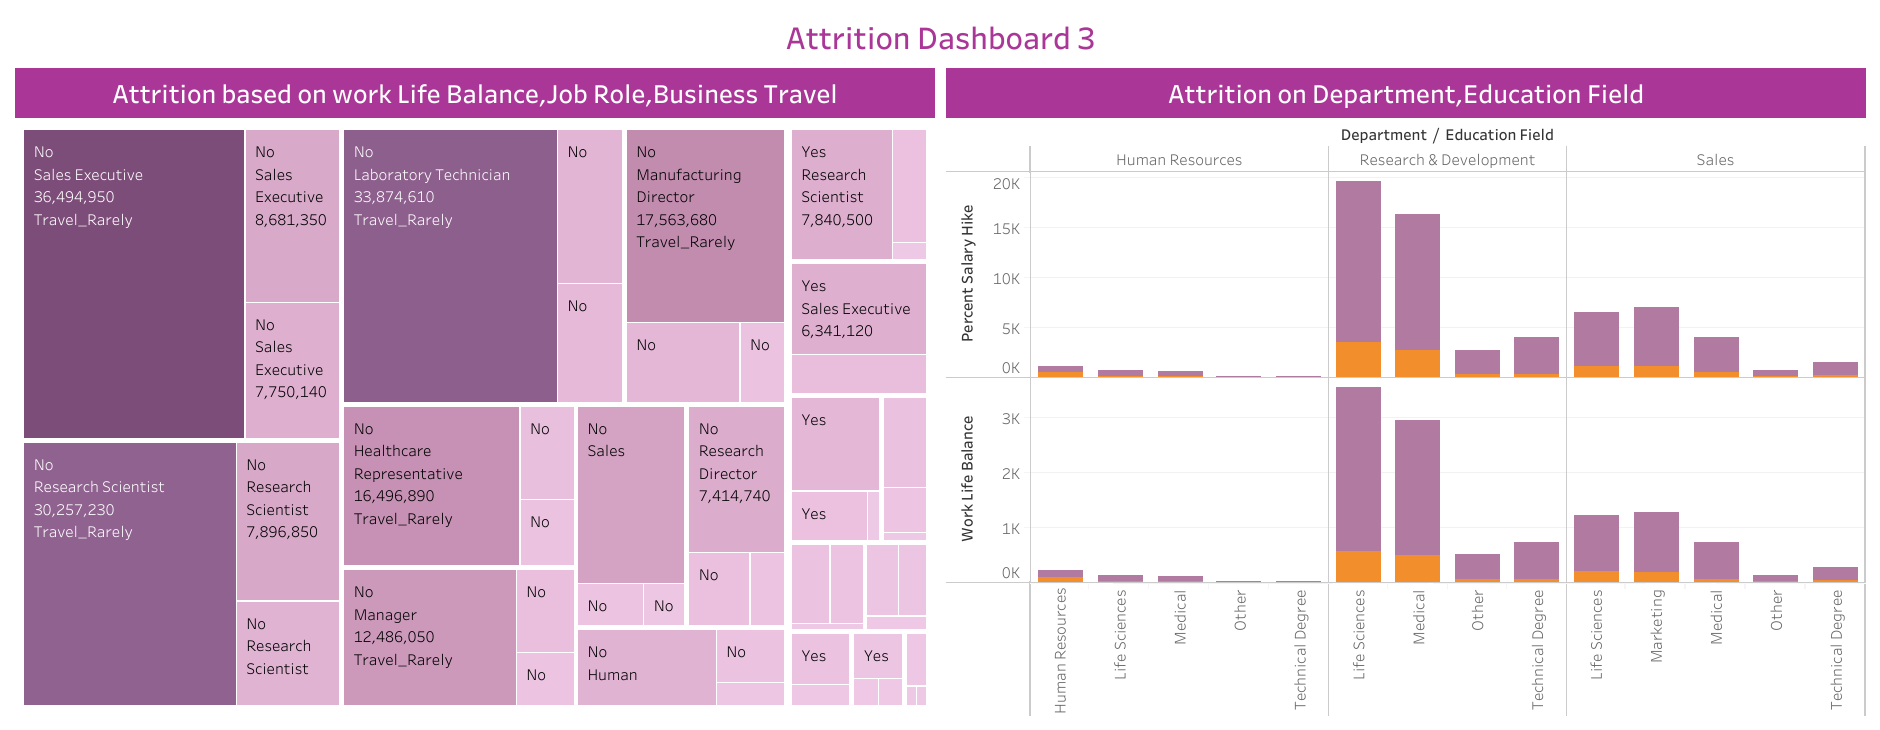 Attrition Dashboard 3
Attrition based on work Life Balance,Job Role,Business Travel
No
Sales Executive
36,494,950
Travel_Rarely
No
Sales
Executive
8,681,350
No
Sales
Executive
7,750,140
No
Research Scientist
30,257,230
Travel_Rarely
No
Research
Scientist
7,896,850
No
Research
Scientist
No
Laboratory Technician
33,874,610
Travel_Rarely
No
No
No
Manufacturing
Director
17,563,680
Travel_Rarely
No
No
No
Healthcare
Representative
16,496,890
Travel_Rarely
No
No
No
Manager
12,486,050
Travel_Rarely
No
No
No
Sales
No
No
No
Research
Director
7,414,740
No
No
Human
No
Yes
Research
Scientist
7,840,500
Yes
Sales Executive
6,341,120
Yes
Yes
Yes
Yes
Attrition on Department,Education Field
Department / Education Field
Human Resources
Research & Development
Sales
Percent Salary Hike
20K
15K
10K
5K
0K
Work Life Balance
3K
2K
1K
0K
Human Resources
Life Sciences
Medical
Other
Technical Degree
Life Sciences
Medical
Other
Technical Degree
Life Sciences
Marketing
Medical
Other
Technical Degree